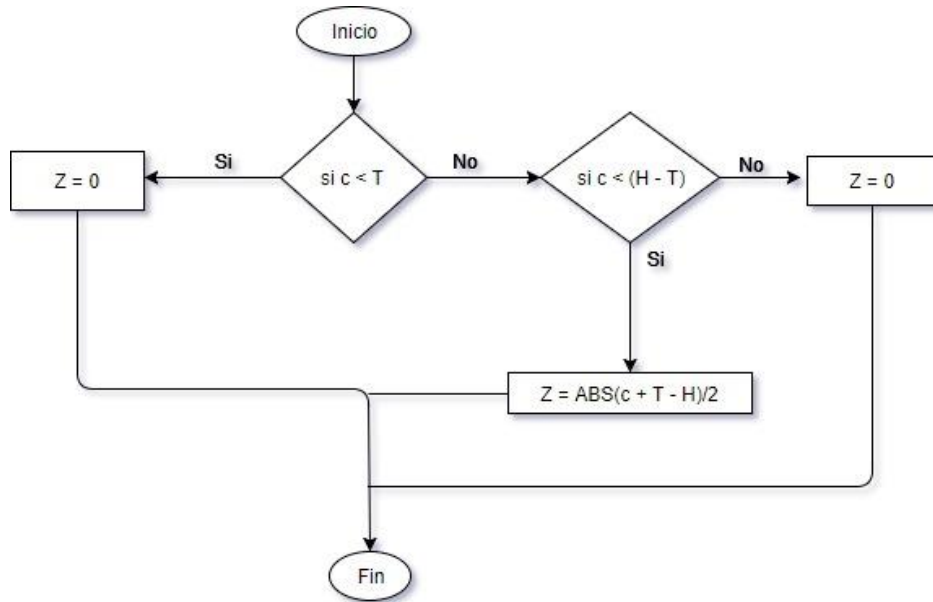 Inicio
Si
No
No
Z = 0
si c < T
si c < (H - T)
Z = 0
Si
Z = ABS(c + T - H)/2
Fin